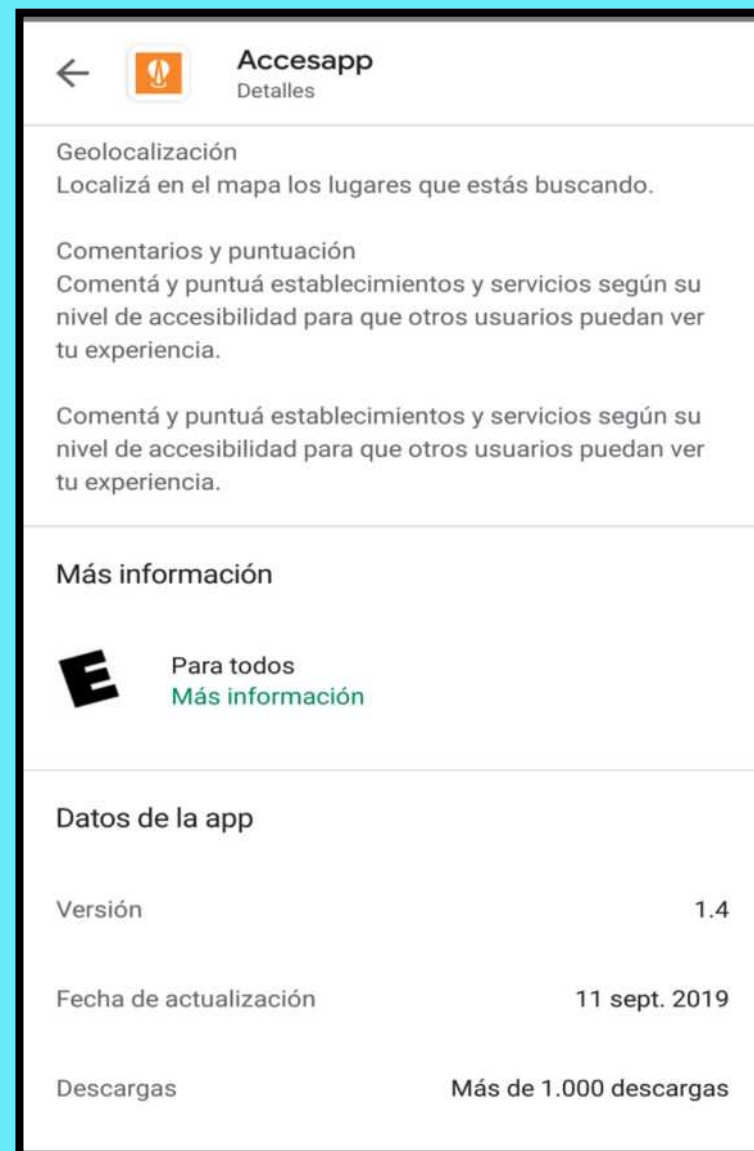 Accesapp
Detalles
Geolocalización
Localizá en el mapa los lugares que estás buscando.
Comentarios y puntuación
Comentá y puntuá establecimientos y servicios según su
nivel de accesibilidad para que otros usuarios puedan ver
tu experiencia.
Comentá y puntuá establecimientos y servicios según su
nivel de accesibilidad para que otros usuarios puedan ver
tu experiencia.
Más información
E
Para todos
Más información
Datos de la app
Versión 1.4
Fecha de actualización 11 sept. 2019
Descargas Más de 1.000 descargas